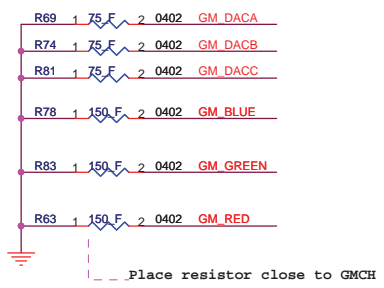 R69 1 75_F 2 0402 GM_DACA
R74 1 75_F 2 0402 GM_DACB
R81 1 75_F 2 0402 GM_DACC
R78 1 150_F 2 0402 GM_BLUE
R83 1 150_F 2 0402 GM_GREEN
R63 1 150_F 2 0402 GM_RED
Place resistor close to GMCH